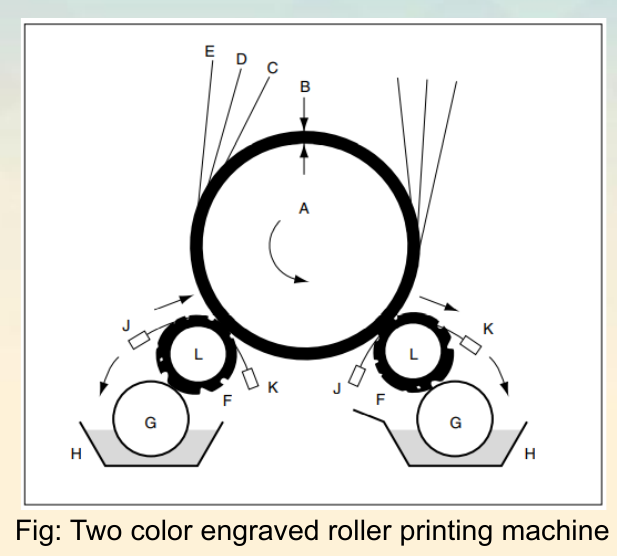 E D C
B
A
J K
L L
F K J F
G G
H H
Fig: Two color engraved roller printing machine